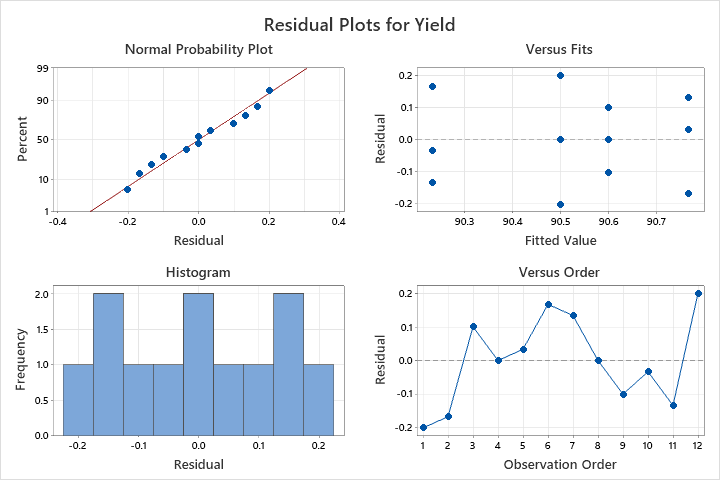 Residual Plots for Yield
Normal Probability Plot
99
90
50
10
1
Percent
-0.4 -0.2 0.0 0.2 0.4
Residual
Versus Fits
0.2
0.1
0.0
-0.1
-0.2
Residual
90.3 90.4 90.5 90.6 90.7
Fitted Value
Histogram
2.0
1.5
1.0
0.5
0.0
Frequency
-0.2 -0.1 0.0 0.1 0.2
Residual
Versus Order
0.2
0.1
0.0
-0.1
-0.2
Residual
1 2 3 4 5 6 7 8 9 10 11 12
Observation Order